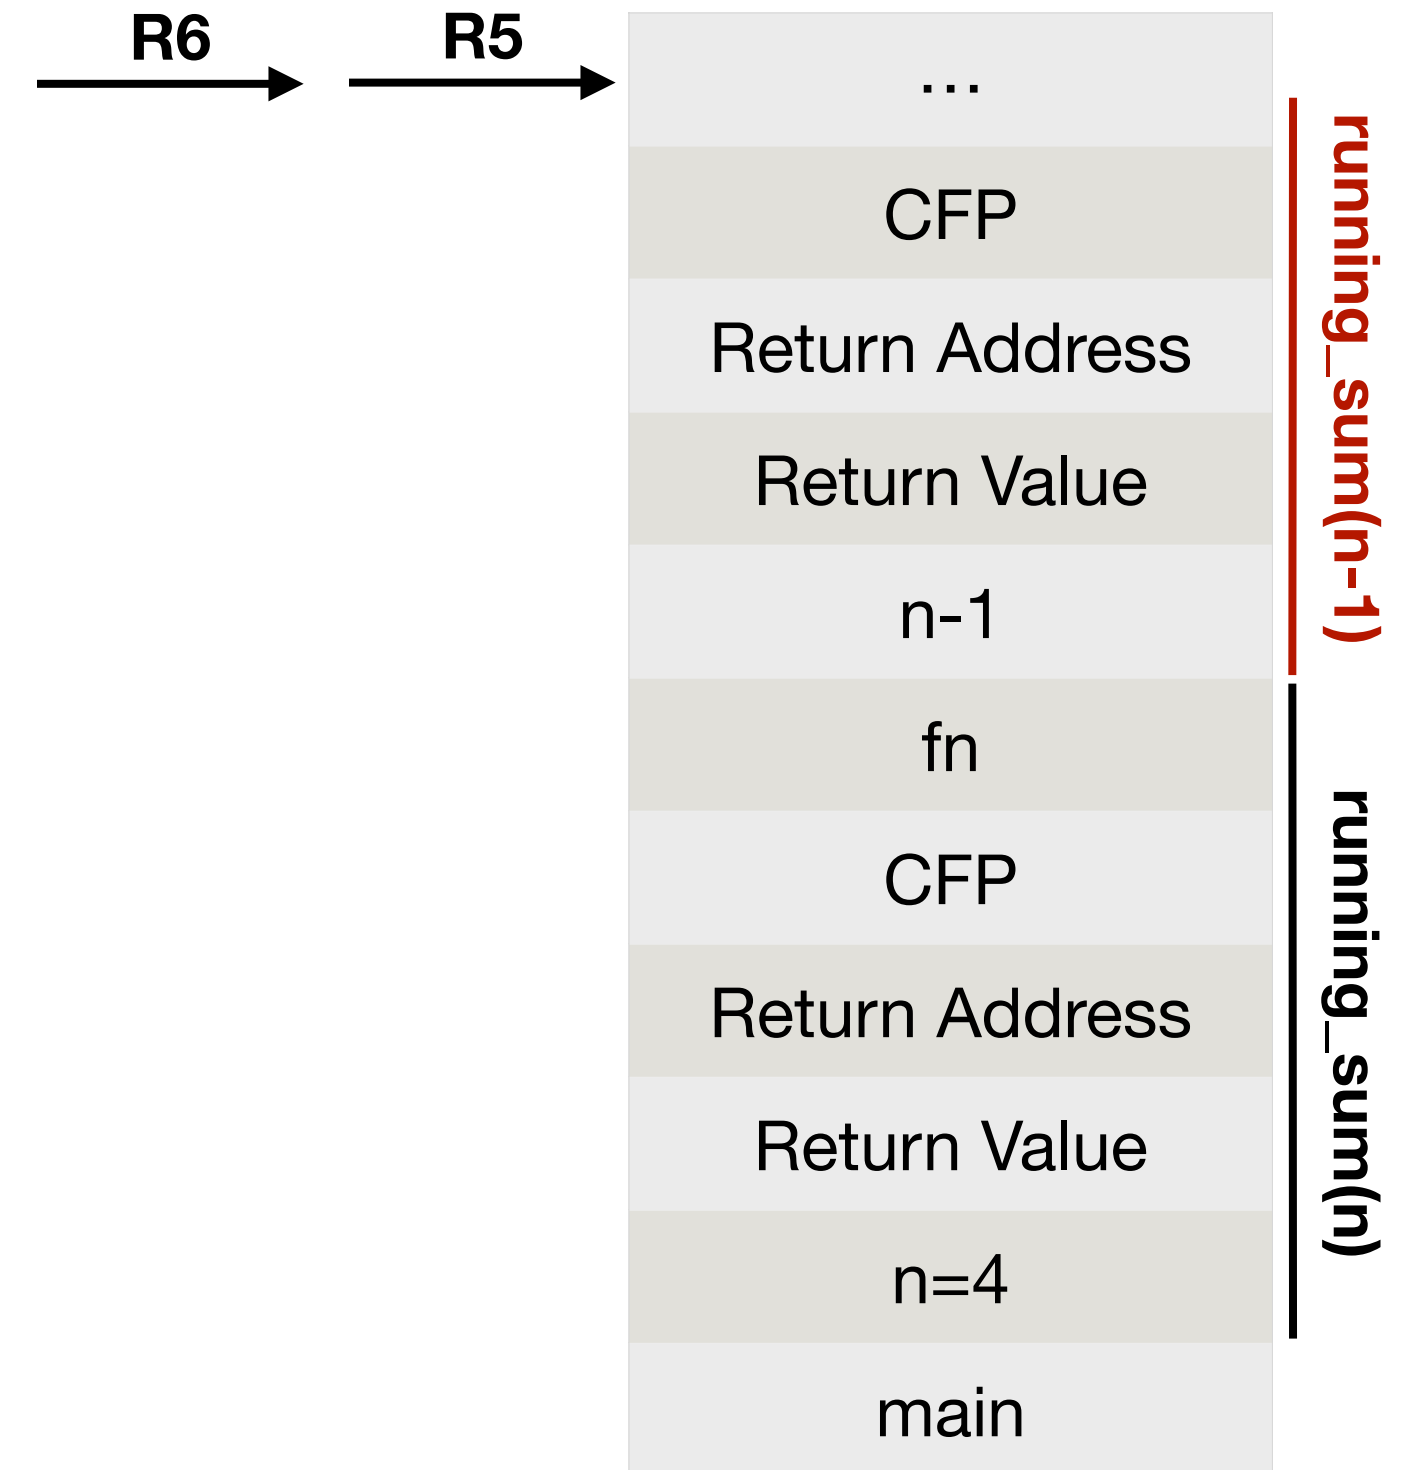 R6 R5
...
CFP
Return Address
Return Value
n-1
fn
CFP
Return Address
Return Value
n=4
main
running_sum(n-1)
running_sum(n)